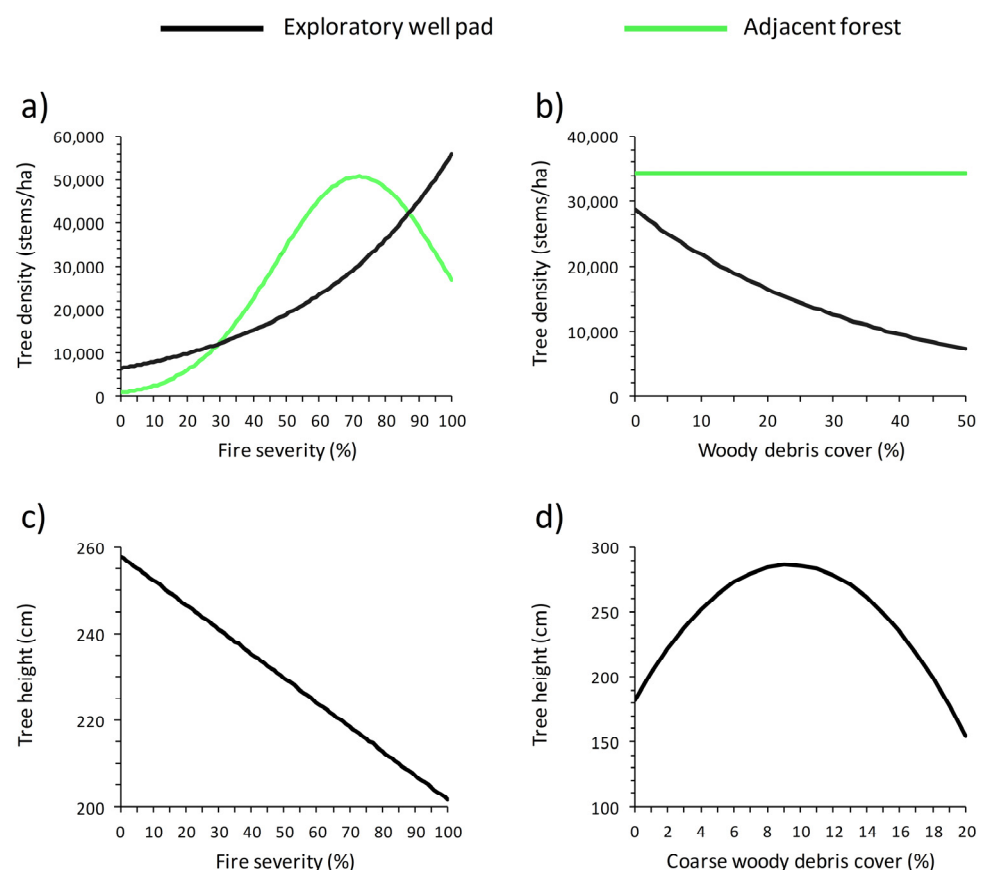 Exploratory well pad
Adjacent forest
a)
Tree density (stems/ha)
60,000
50,000
40,000
30,000
20,000
10,000
0
0 10 20 30 40 50 60 70 80 90 100
Fire severity (%)
b)
Tree density (stems/ha)
40,000
30,000
20,000
10,000
0
0 10 20 30 40 50
Woody debris cover (%)
c)
Tree height (cm)
260
240
220
200
0 10 20 30 40 50 60 70 80 90 100
Fire severity (%)
d)
Tree height (cm)
300
250
200
150
100
0 2 4 6 8 10 12 14 16 18 20
Coarse woody debris cover (%)